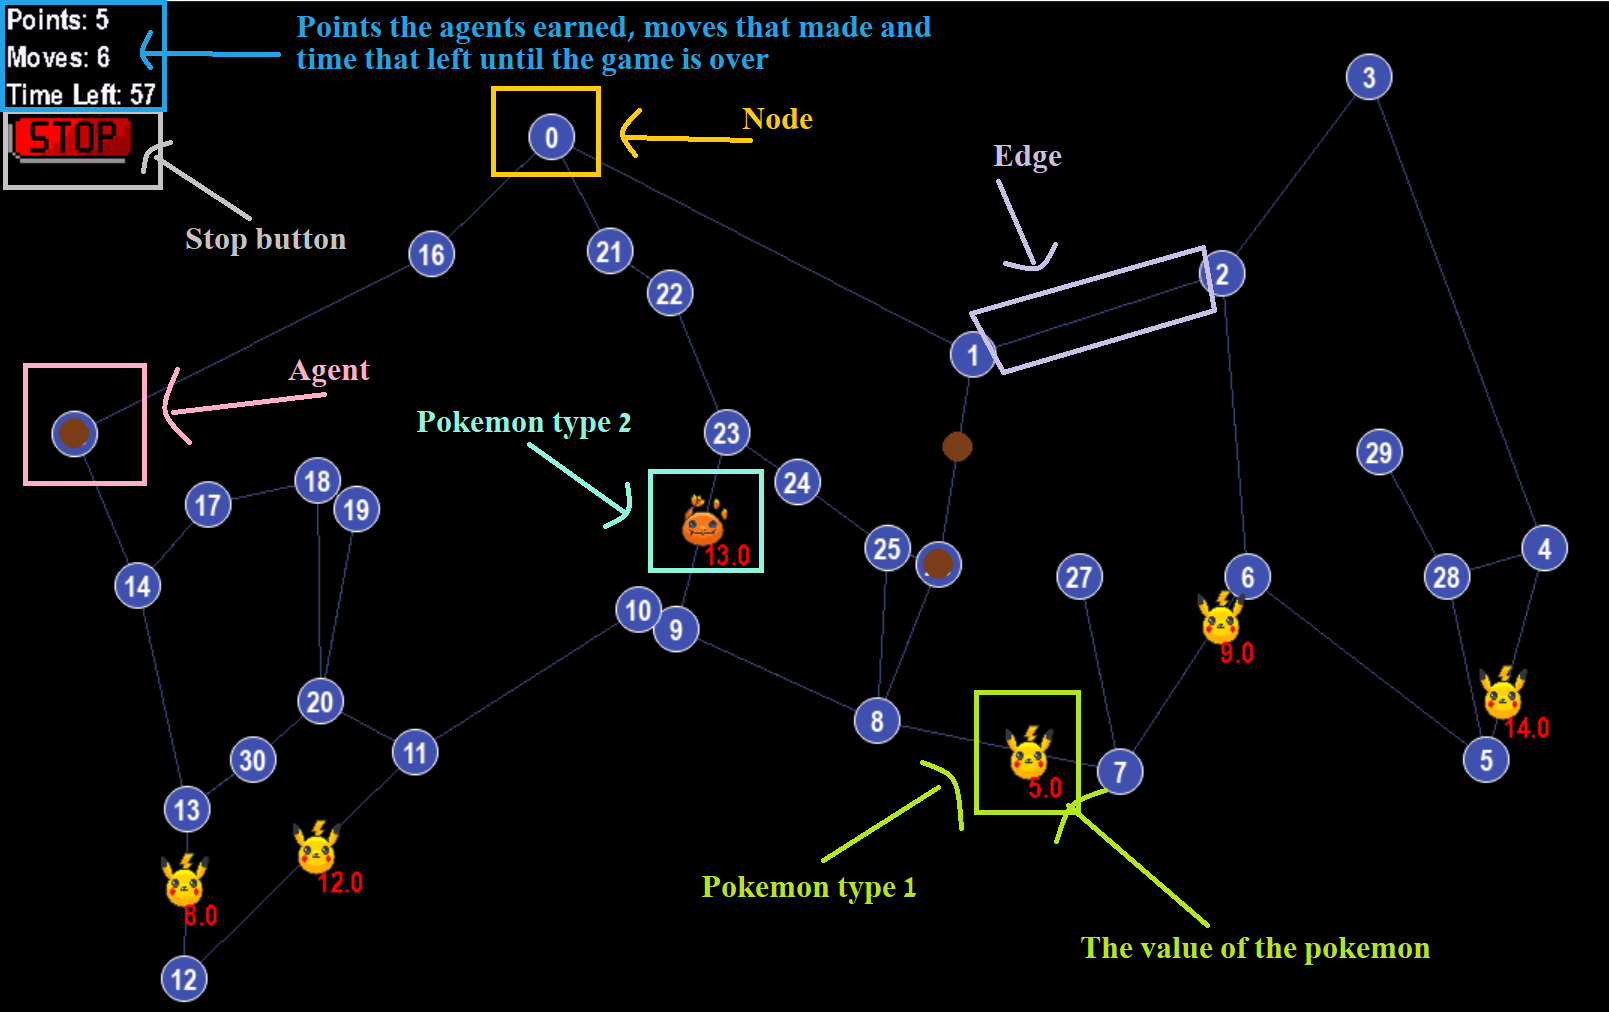 Points: 5
Moves: 6
Time Left: 57
STOP
Points the agents earned, moves that made and
time that left until the game is over
Node
Edge
Stop button
Agent
Pokemon type 2
Pokemon type 1
The value of the pokemon
0
3
16
21
22
2
1
23
24
29
18
17
19
25
4
14
27
6
28
10
9
13.0
9.0
20
8
14.0
30
11
7
5
5.0
13
12.0
8.0
12